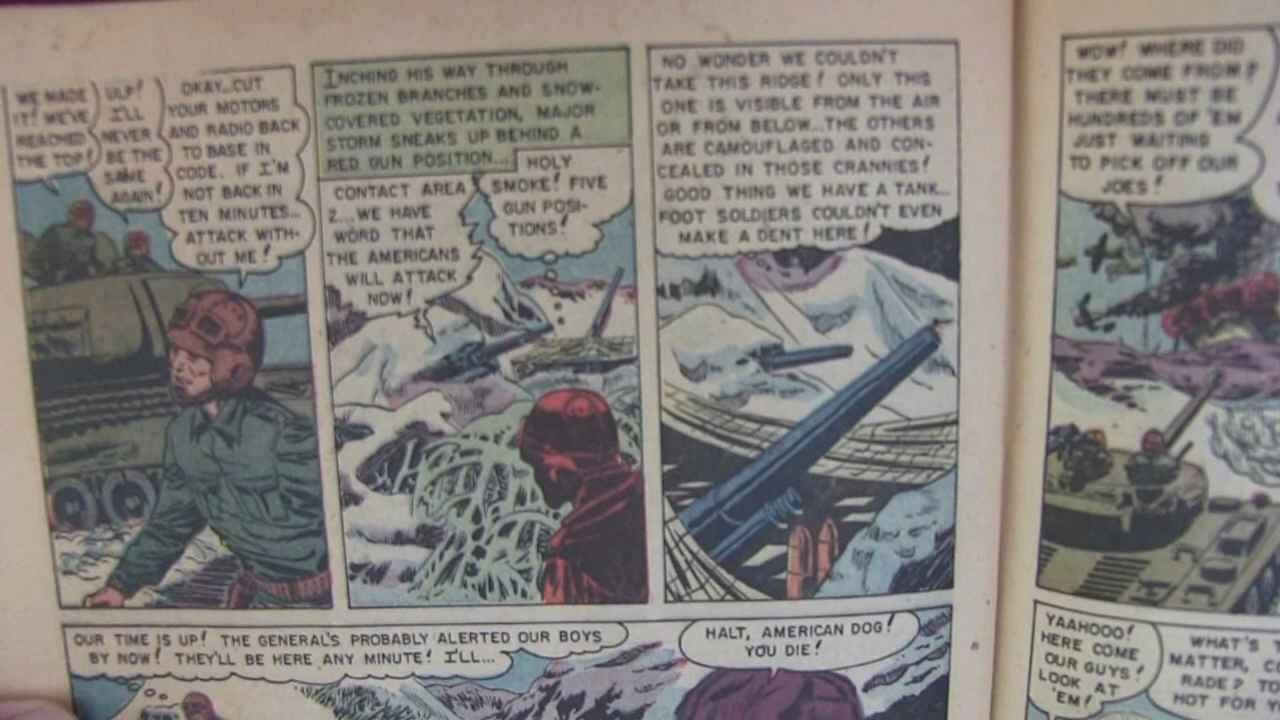 WE MADE
IT! WE'VE
REACHED
THE TOP!
ULP!
I'LL
NEVER
BE THE
SAME
AGAIN!
OKAY...CUT
YOUR MOTORS
AND RADIO BACK
TO BASE IN
CODE. IF I'M
NOT BACK IN
TEN MINUTES...
ATTACK WITH-
OUT ME!
INCHING HIS WAY THROUGH
FROZEN BRANCHES AND SNOW-
COVERED VEGETATION, MAJOR
STORM SNEAKS UP BEHIND A
RED GUN POSITION...
CONTACT AREA
Z...WE HAVE
WORD THAT
THE AMERICANS
WILL ATTACK
NOW!
HOLY
SMOKE! FIVE
GUN POSI-
TIONS!
NO WONDER WE COULDN'T
TAKE THIS RIDGE! ONLY THIS
ONE IS VISIBLE FROM THE AIR
OR FROM BELOW...THE OTHERS
ARE CAMOUFLAGED AND CON-
CEALED IN THOSE CRANNIES!
GOOD THING WE HAVE A TANK...
FOOT SOLDIERS COULDN'T EVEN
MAKE A DENT HERE!
OUR TIME IS UP! THE GENERAL'S PROBABLY ALERTED OUR BOYS
BY NOW! THEY'LL BE HERE ANY MINUTE! I'LL...
HALT, AMERICAN DOG!
YOU DIE!
WOW! WHERE DID
THEY COME FROM?
THERE MUST BE
HUNDREDS OF 'EM
JUST WAITING
TO PICK OFF OUR
JOES!
YAAHOOO!
HERE COME
OUR GUYS!
LOOK AT
'EM!
WHAT'S
MATTER,
RADE?
HOT FOR